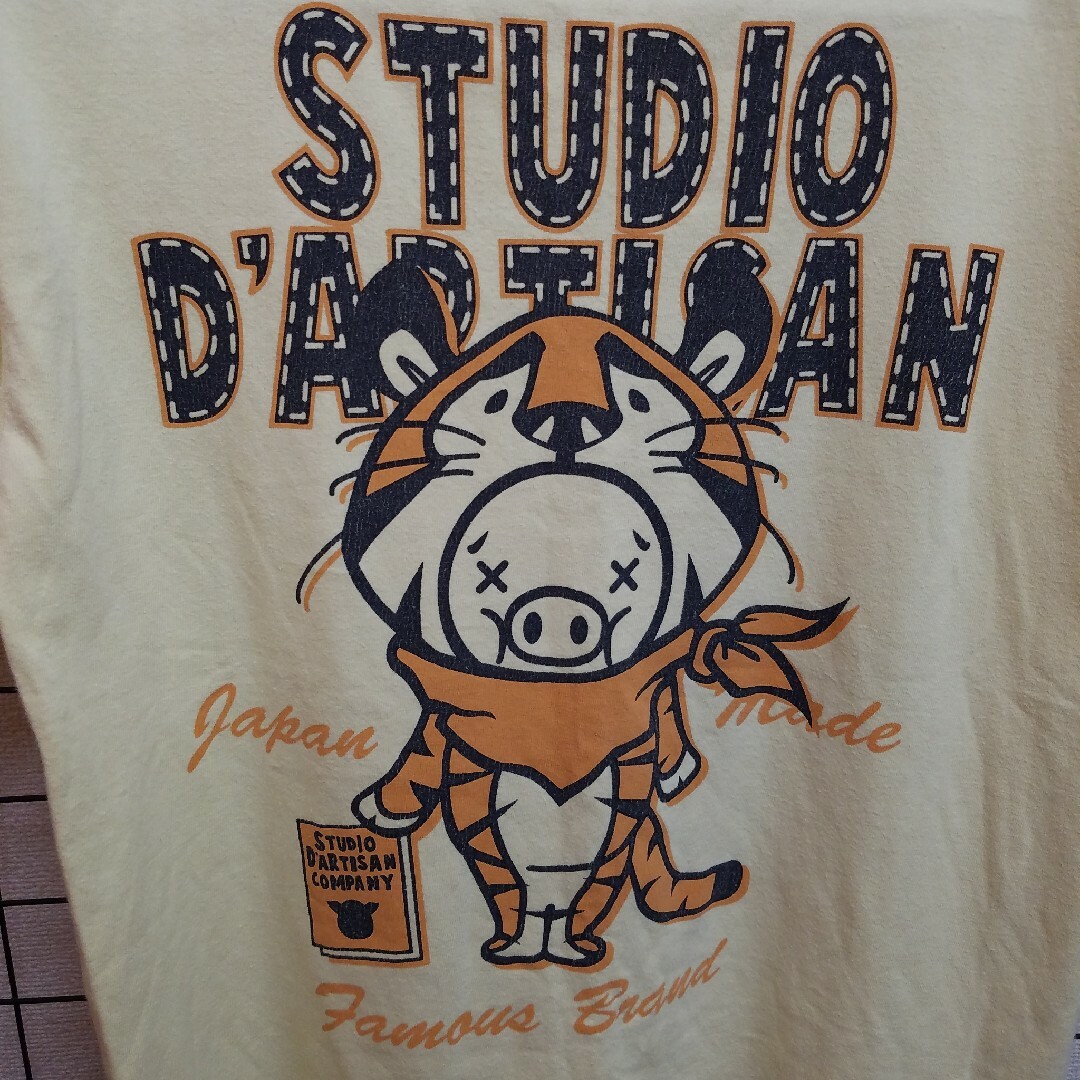 STUDIO
D'ARTISAN
Japan Made
STUDIO
D'ARTISAN
COMPANY
Famous Brand